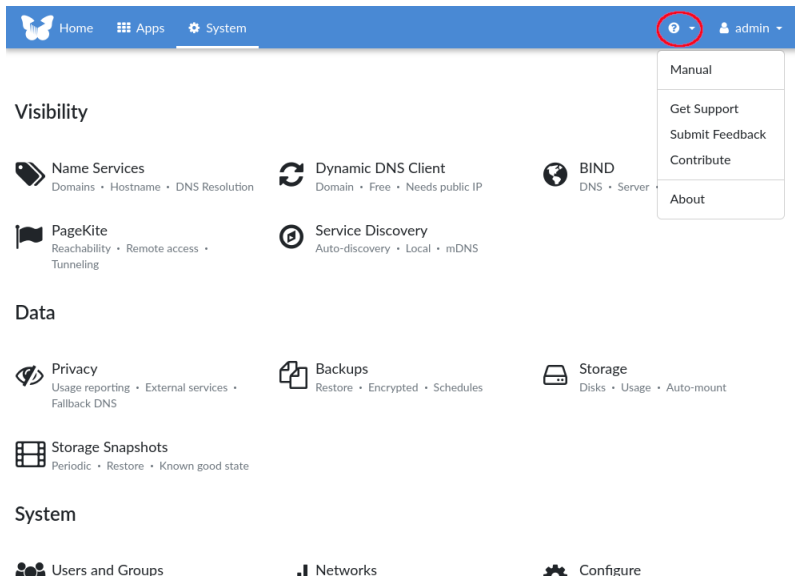 Home Apps System admin
Manual
Get Support
Submit Feedback
Contribute
About
Visibility
Name Services
Domains • Hostname • DNS Resolution
Dynamic DNS Client
Domain • Free • Needs public IP
BIND
DNS • Server •
PageKite
Reachability • Remote access •
Tunneling
Service Discovery
Auto-discovery • Local • mDNS
Data
Privacy
Usage reporting • External services •
Fallback DNS
Backups
Restore • Encrypted • Schedules
Storage
Disks • Usage • Auto-mount
Storage Snapshots
Periodic • Restore • Known good state
System
Users and Groups
Networks
Configure